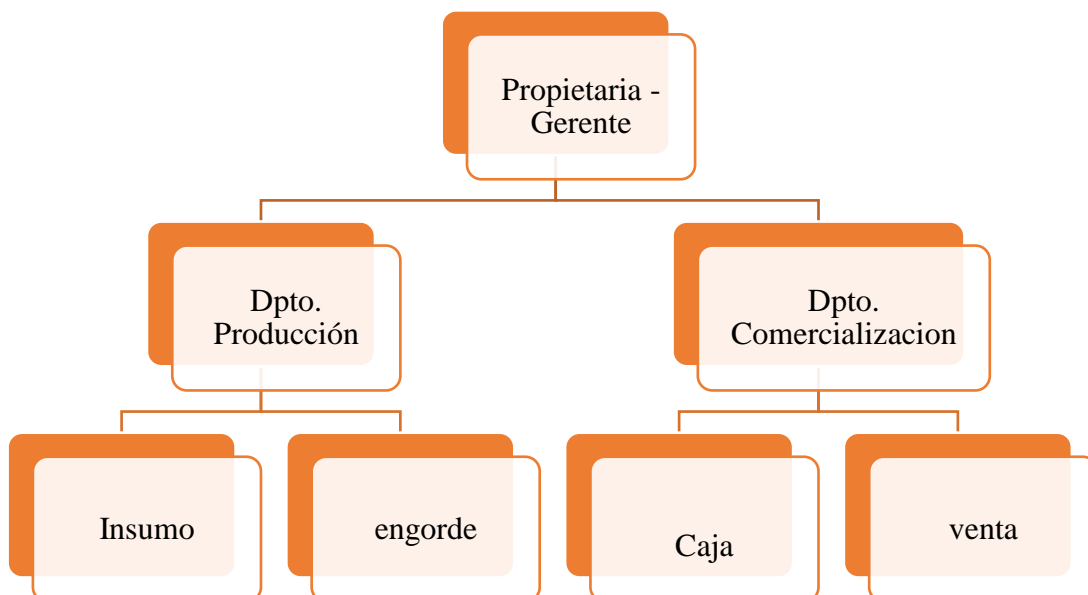 Propietaria -
Gerente
Dpto.
Producción
Dpto.
Comercializacion
Insumo
engorde
Caja
venta